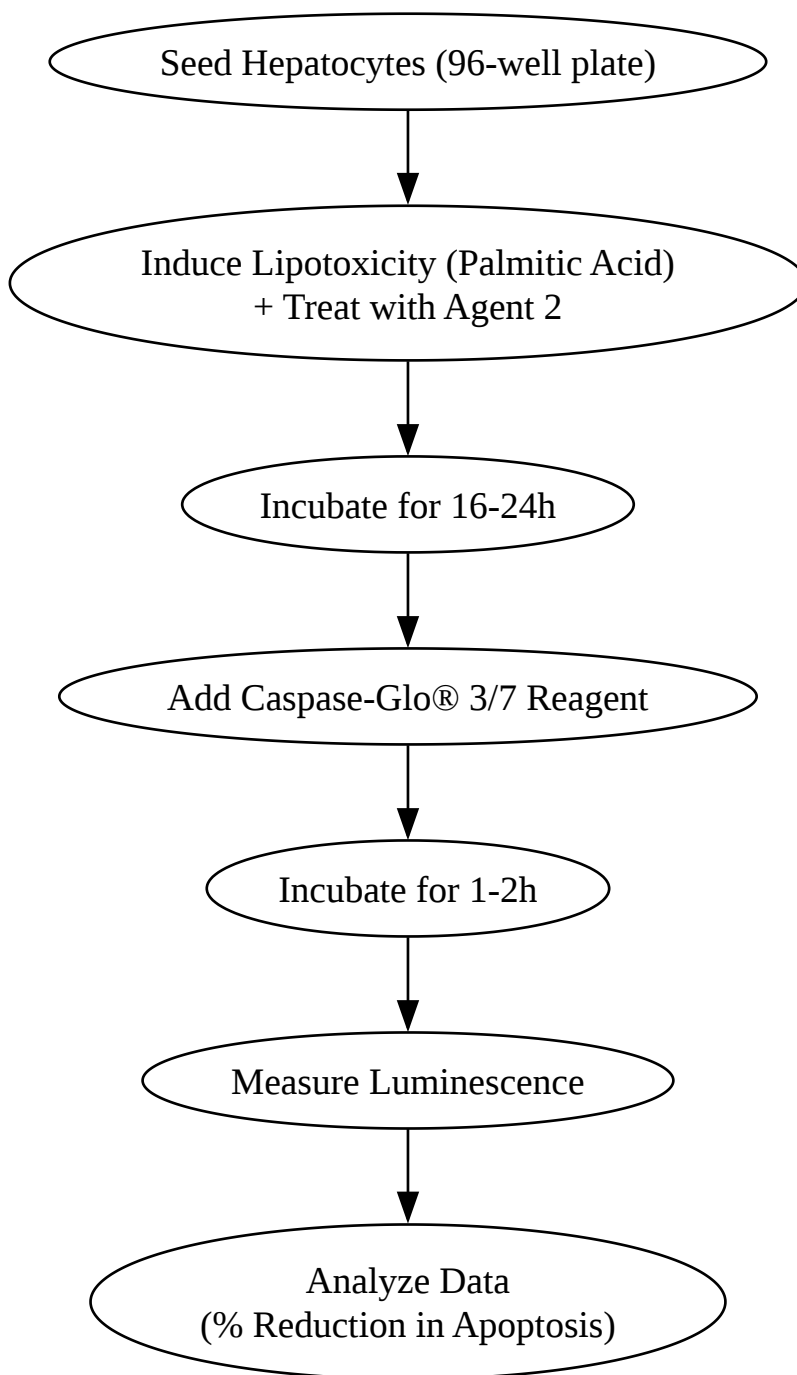 Seed Hepatocytes (96-well plate)
Induce Lipotoxicity (Palmitic Acid)
+ Treat with Agent 2
Incubate for 16-24h
Add Caspase-Glo® 3/7 Reagent
Incubate for 1-2h
Measure Luminescence
Analyze Data
(% Reduction in Apoptosis)